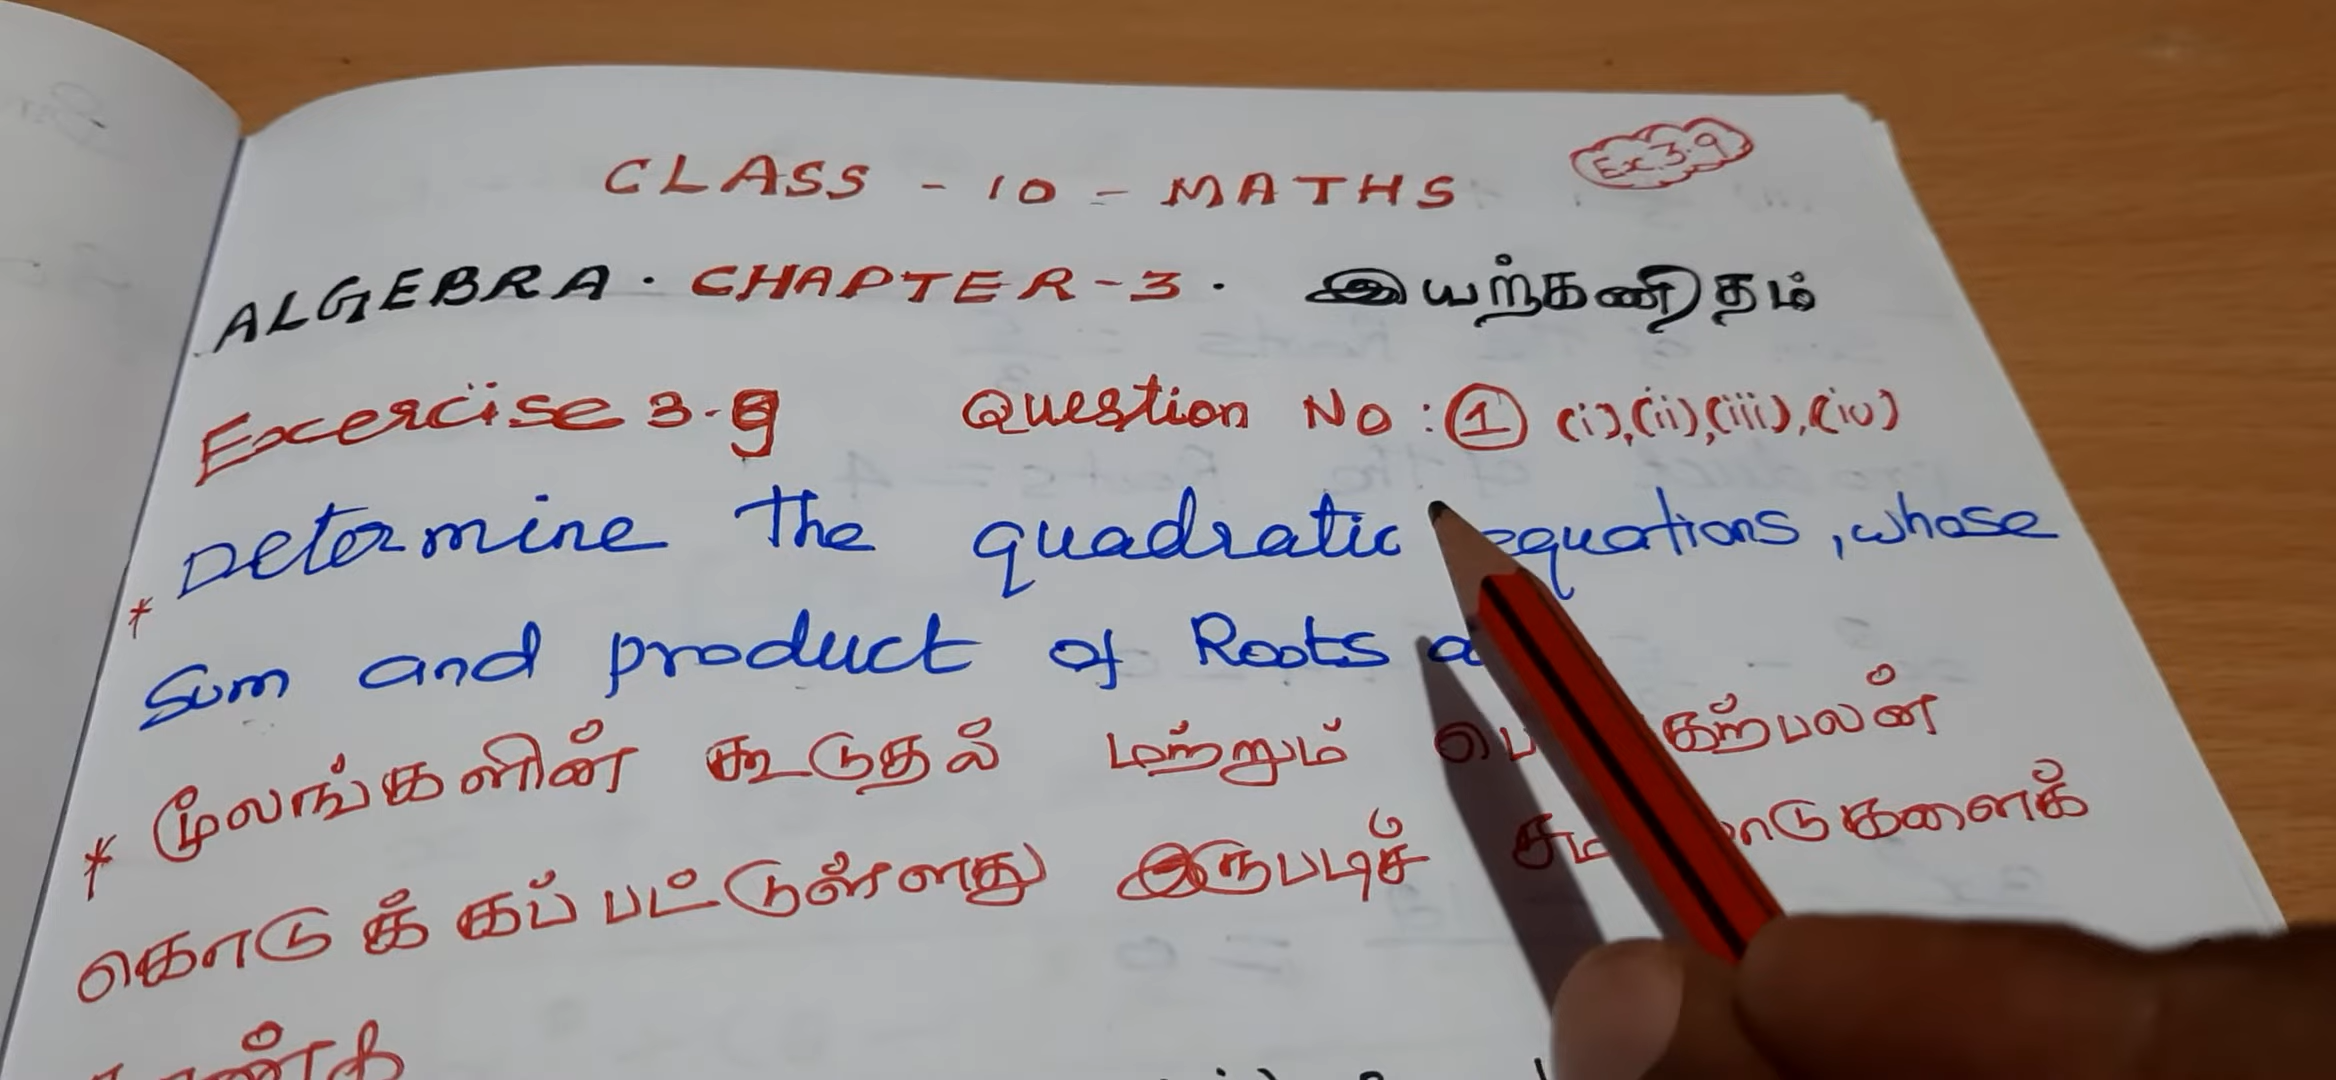 Ex 3.9
CLASS - 10 - MATHS
ALGEBRA. CHAPTER-3. இயற்கணிதம்
Exercise 3.9 Question No: ① (i),(ii),(iii),(iv)
* Determine the quadratic equations, whose
sum and product of Roots
* மூலங்களின் கூடுதல் மற்றும்
கொடுக்கப்பட்டுள்ளது இருபடிச்